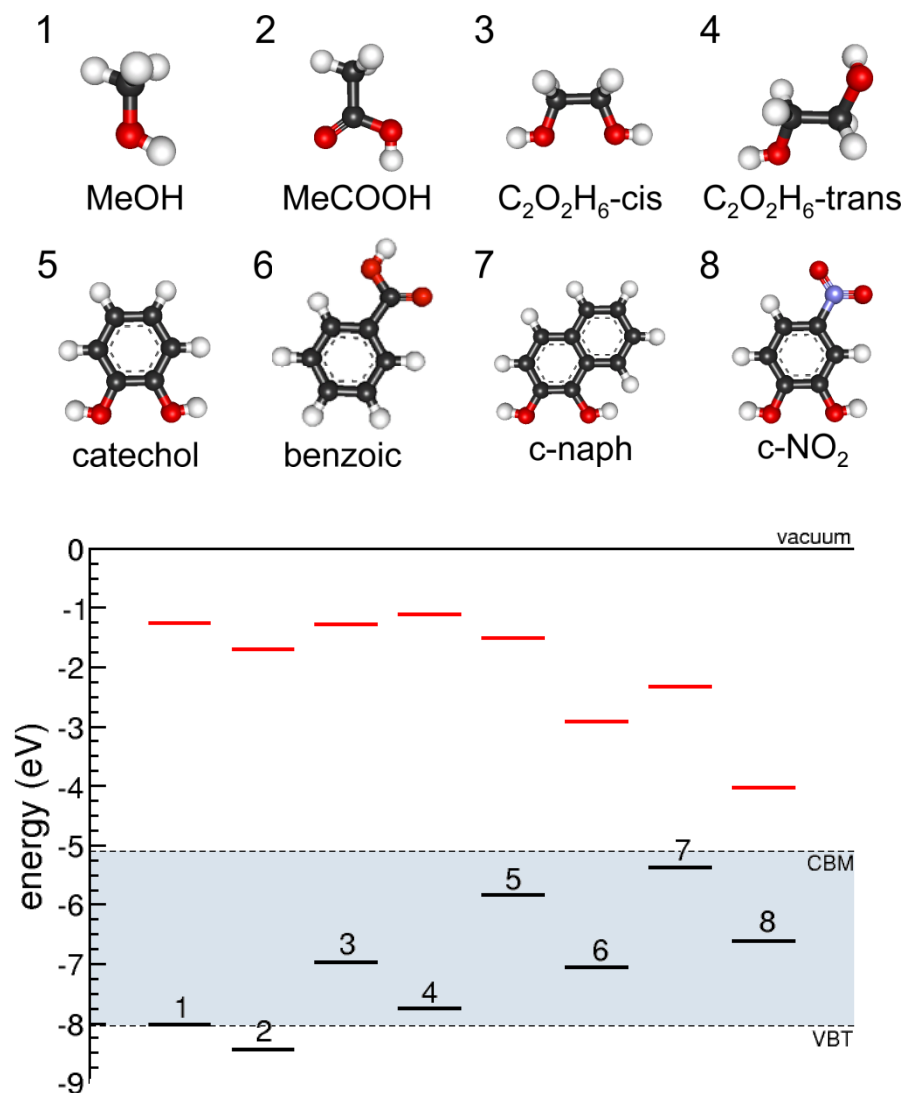 1 2 3 4
MeOH MeCOOH C₂O₂H₆-cis C₂O₂H₆-trans
5 6 7 8
catechol benzoic c-naph c-NO₂
vacuum
0
-1
-2
-3
-4
-5
-6
-7
-8
-9
energy (eV)
CBM
VBT
1
2
3
4
5
6
7
8